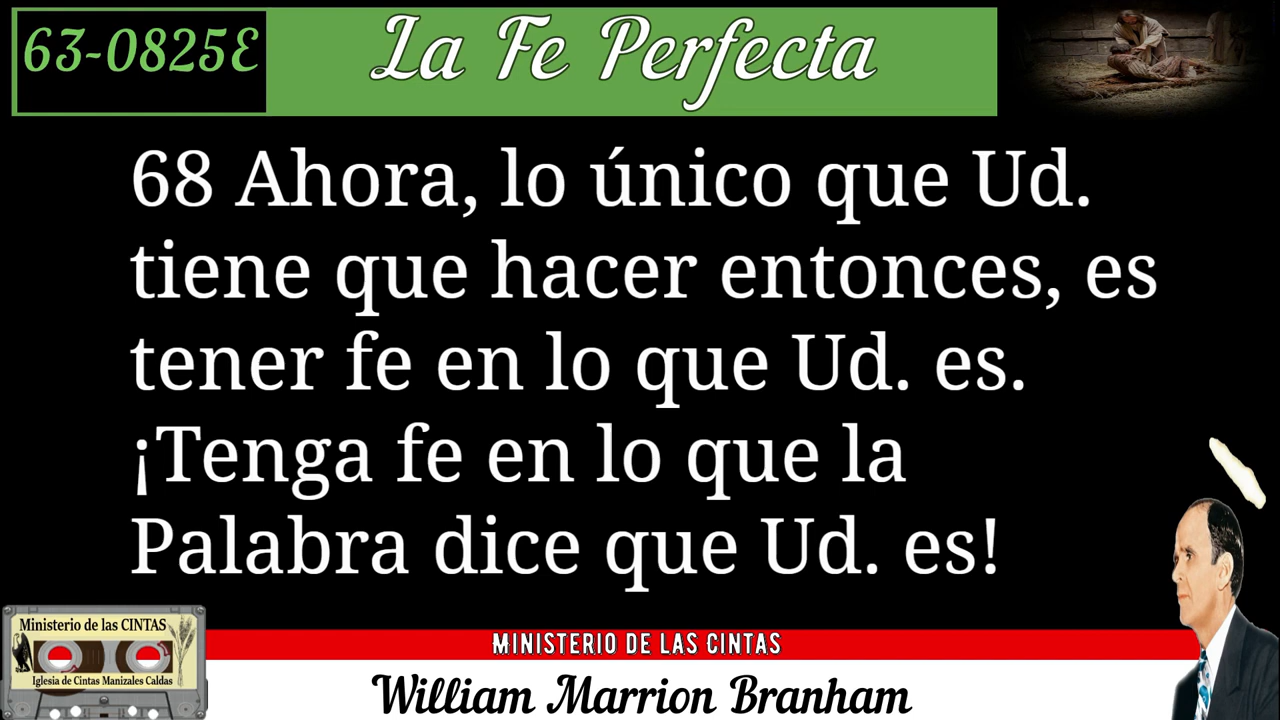 63-0825E
La Fe Perfecta
68 Ahora, lo único que Ud.
tiene que hacer entonces, es
tener fe en lo que Ud. es.
¡Tenga fe en lo que la
Palabra dice que Ud. es!
Ministerio de las CINTAS
Iglesia de Cintas Manizales Caldas
MINISTERIO DE LAS CINTAS
William Marrion Branham